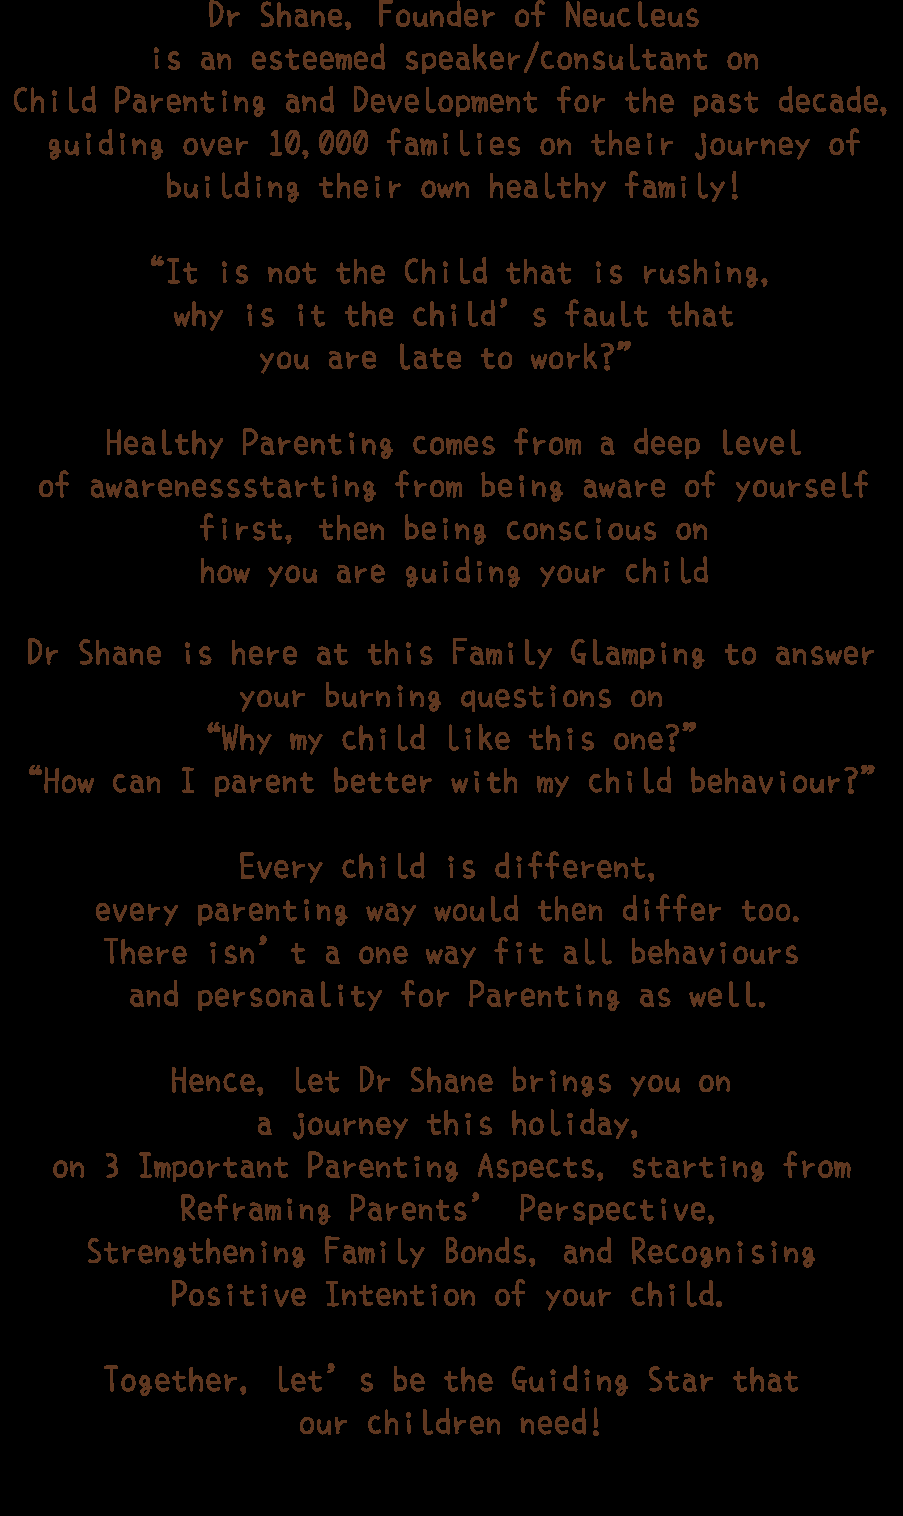 Dr Shane, Founder of Neucleus
is an esteemed speaker/consultant on
Child Parenting and Development for the past decade,
guiding over 10,000 families on their journey of
building their own healthy family!
“It is not the Child that is rushing,
why is it the child’s fault that
you are late to work?”
Healthy Parenting comes from a deep level
of awarenessstarting from being aware of yourself
first, then being conscious on
how you are guiding your child
Dr Shane is here at this Family Glamping to answer
your burning questions on
“Why my child like this one?”
“How can I parent better with my child behaviour?”
Every child is different,
every parenting way would then differ too.
There isn’t a one way fit all behaviours
and personality for Parenting as well.
Hence, let Dr Shane brings you on
a journey this holiday,
on 3 Important Parenting Aspects, starting from
Reframing Parents’ Perspective,
Strengthening Family Bonds, and Recognising
Positive Intention of your child.
Together, let’s be the Guiding Star that
our children need!